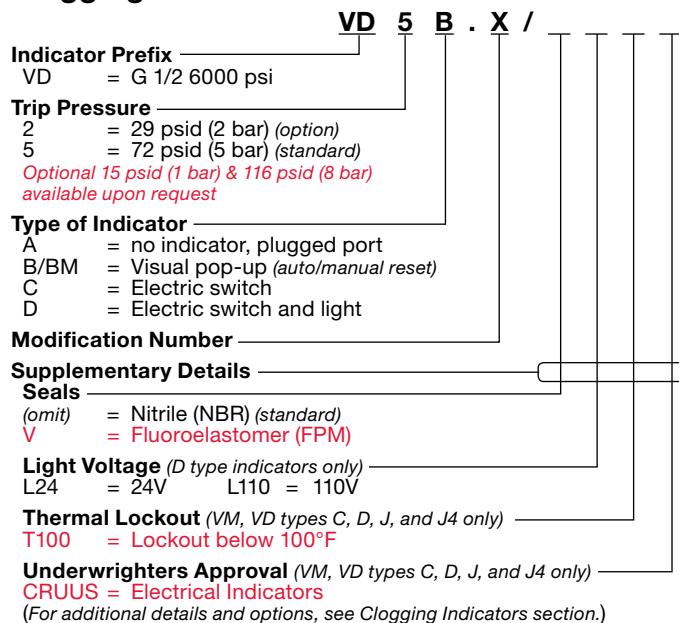 VD 5 B . X /
Indicator Prefix
VD = G 1/2 6000 psi
Trip Pressure
2 = 29 psid (2 bar) (option)
5 = 72 psid (5 bar) (standard)
Optional 15 psid (1 bar) & 116 psid (8 bar)
available upon request
Type of Indicator
A = no indicator, plugged port
B/BM = Visual pop-up (auto/manual reset)
C = Electric switch
D = Electric switch and light
Modification Number
Supplementary Details
Seals
(omit) = Nitrile (NBR) (standard)
V = Fluoroelastomer (FPM)
Light Voltage (D type indicators only)
L24 = 24V L110 = 110V
Thermal Lockout (VM, VD types C, D, J, and J4 only)
T100 = Lockout below 100°F
Underwrighters Approval (VM, VD types C, D, J, and J4 only)
CRUUS = Electrical Indicators
(For additional details and options, see Clogging Indicators section.)